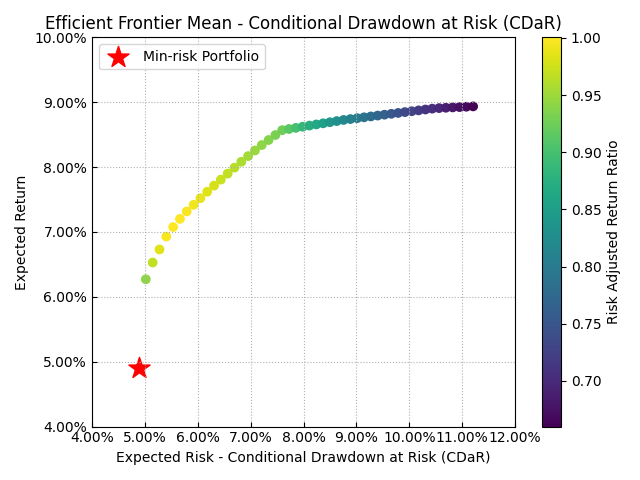 Efficient Frontier Mean - Conditional Drawdown at Risk (CDaR)
Min-risk Portfolio
10.00%
9.00%
8.00%
7.00%
6.00%
5.00%
4.00%
Expected Return
4.00% 5.00% 6.00% 7.00% 8.00% 9.00% 10.00% 11.00% 12.00%
Expected Risk - Conditional Drawdown at Risk (CDaR)
1.00
0.95
0.90
0.85
0.80
0.75
0.70
Risk Adjusted Return Ratio